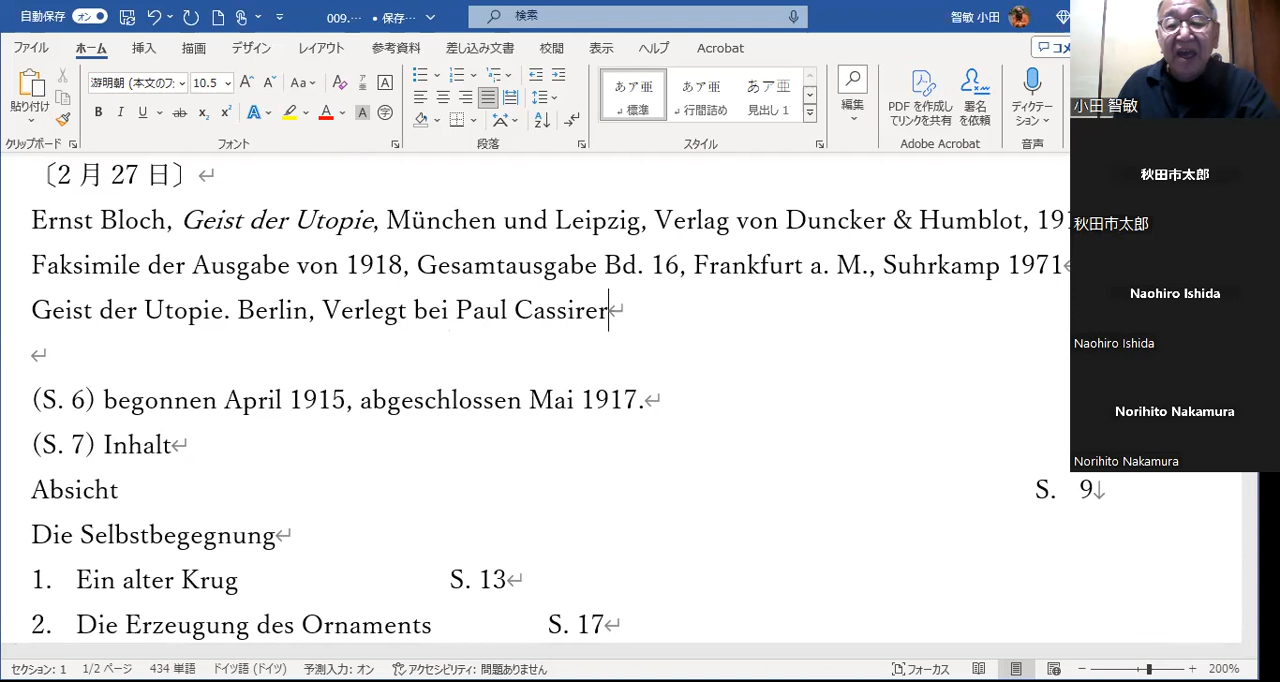 自動保存 オン 009.… • 保存… 検索 智敏 小田
ファイル ホーム 挿入 描画 デザイン レイアウト 参考資料 差し込み文書 校閲 表示 ヘルプ Acrobat コメ
貼り付け 游明朝 (本文のフ 10.5 Aa あア亜 あア亜 あア亜 編集 PDF を作成し 署名 ディクテー
標準 行間詰め 見出し 1 てリンクを共有 を依頼 ション
B I U ab x₂ x² A A A 字
クリップボード フォント 段落 スタイル Adobe Acrobat 音声
小田 智敏
秋田市太郎
秋田市太郎
Naohiro Ishida
Naohiro Ishida
Norihito Nakamura
Norihito Nakamura
〔2 月 27 日〕
Ernst Bloch, Geist der Utopie, München und Leipzig, Verlag von Duncker & Humblot, 191
Faksimile der Ausgabe von 1918, Gesamtausgabe Bd. 16, Frankfurt a. M., Suhrkamp 1971
Geist der Utopie. Berlin, Verlegt bei Paul Cassirer
(S. 6) begonnen April 1915, abgeschlossen Mai 1917.
(S. 7) Inhalt
Absicht S. 9
Die Selbstbegegnung
1. Ein alter Krug S. 13
2. Die Erzeugung des Ornaments S. 17
セクション: 1 1/2 ページ 434 単語 ドイツ語 (ドイツ) 予測入力: オン アクセシビリティ: 問題ありません フォーカス 200%